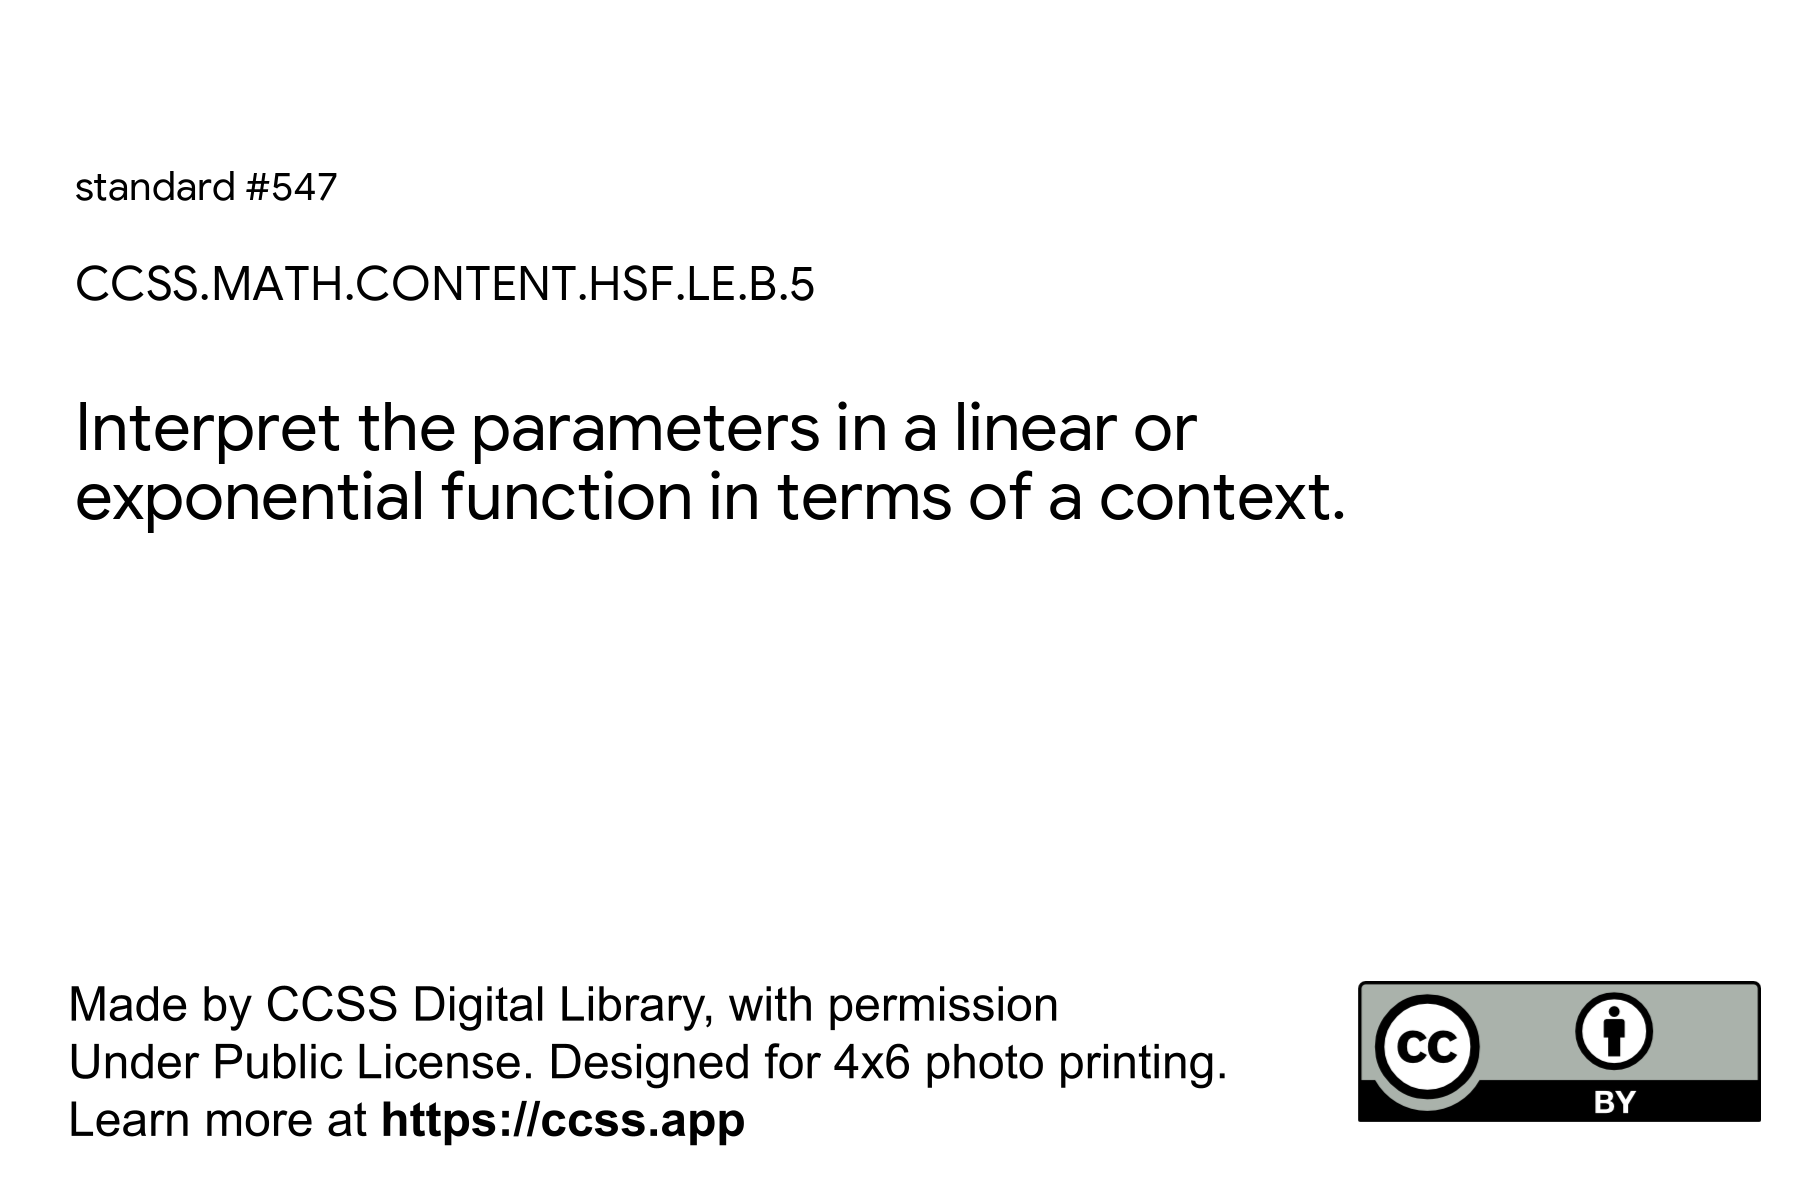 standard #547
CCSS.MATH.CONTENT.HSF.LE.B.5
Interpret the parameters in a linear or
exponential function in terms of a context.
Made by CCSS Digital Library, with permission
Under Public License. Designed for 4x6 photo printing.
Learn more at https://ccss.app
CC
BY